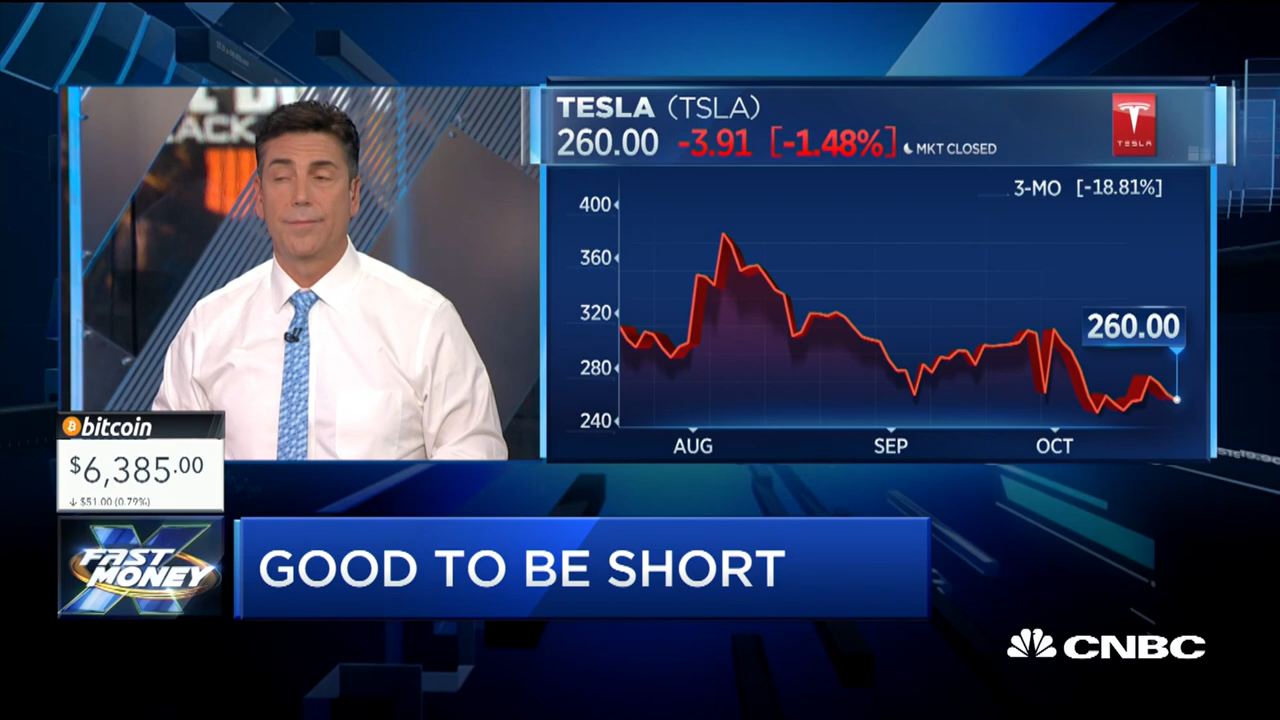 ACK
TESLA (TSLA)
260.00 -3.91 [-1.48%] MKT CLOSED
TESLA
3-MO [-18.81%]
400
360
320
280
240
260.00
AUG SEP OCT
bitcoin
$6,385.00
↓ $51.00 (0.79%)
FAST
MONEY
GOOD TO BE SHORT
CNBC